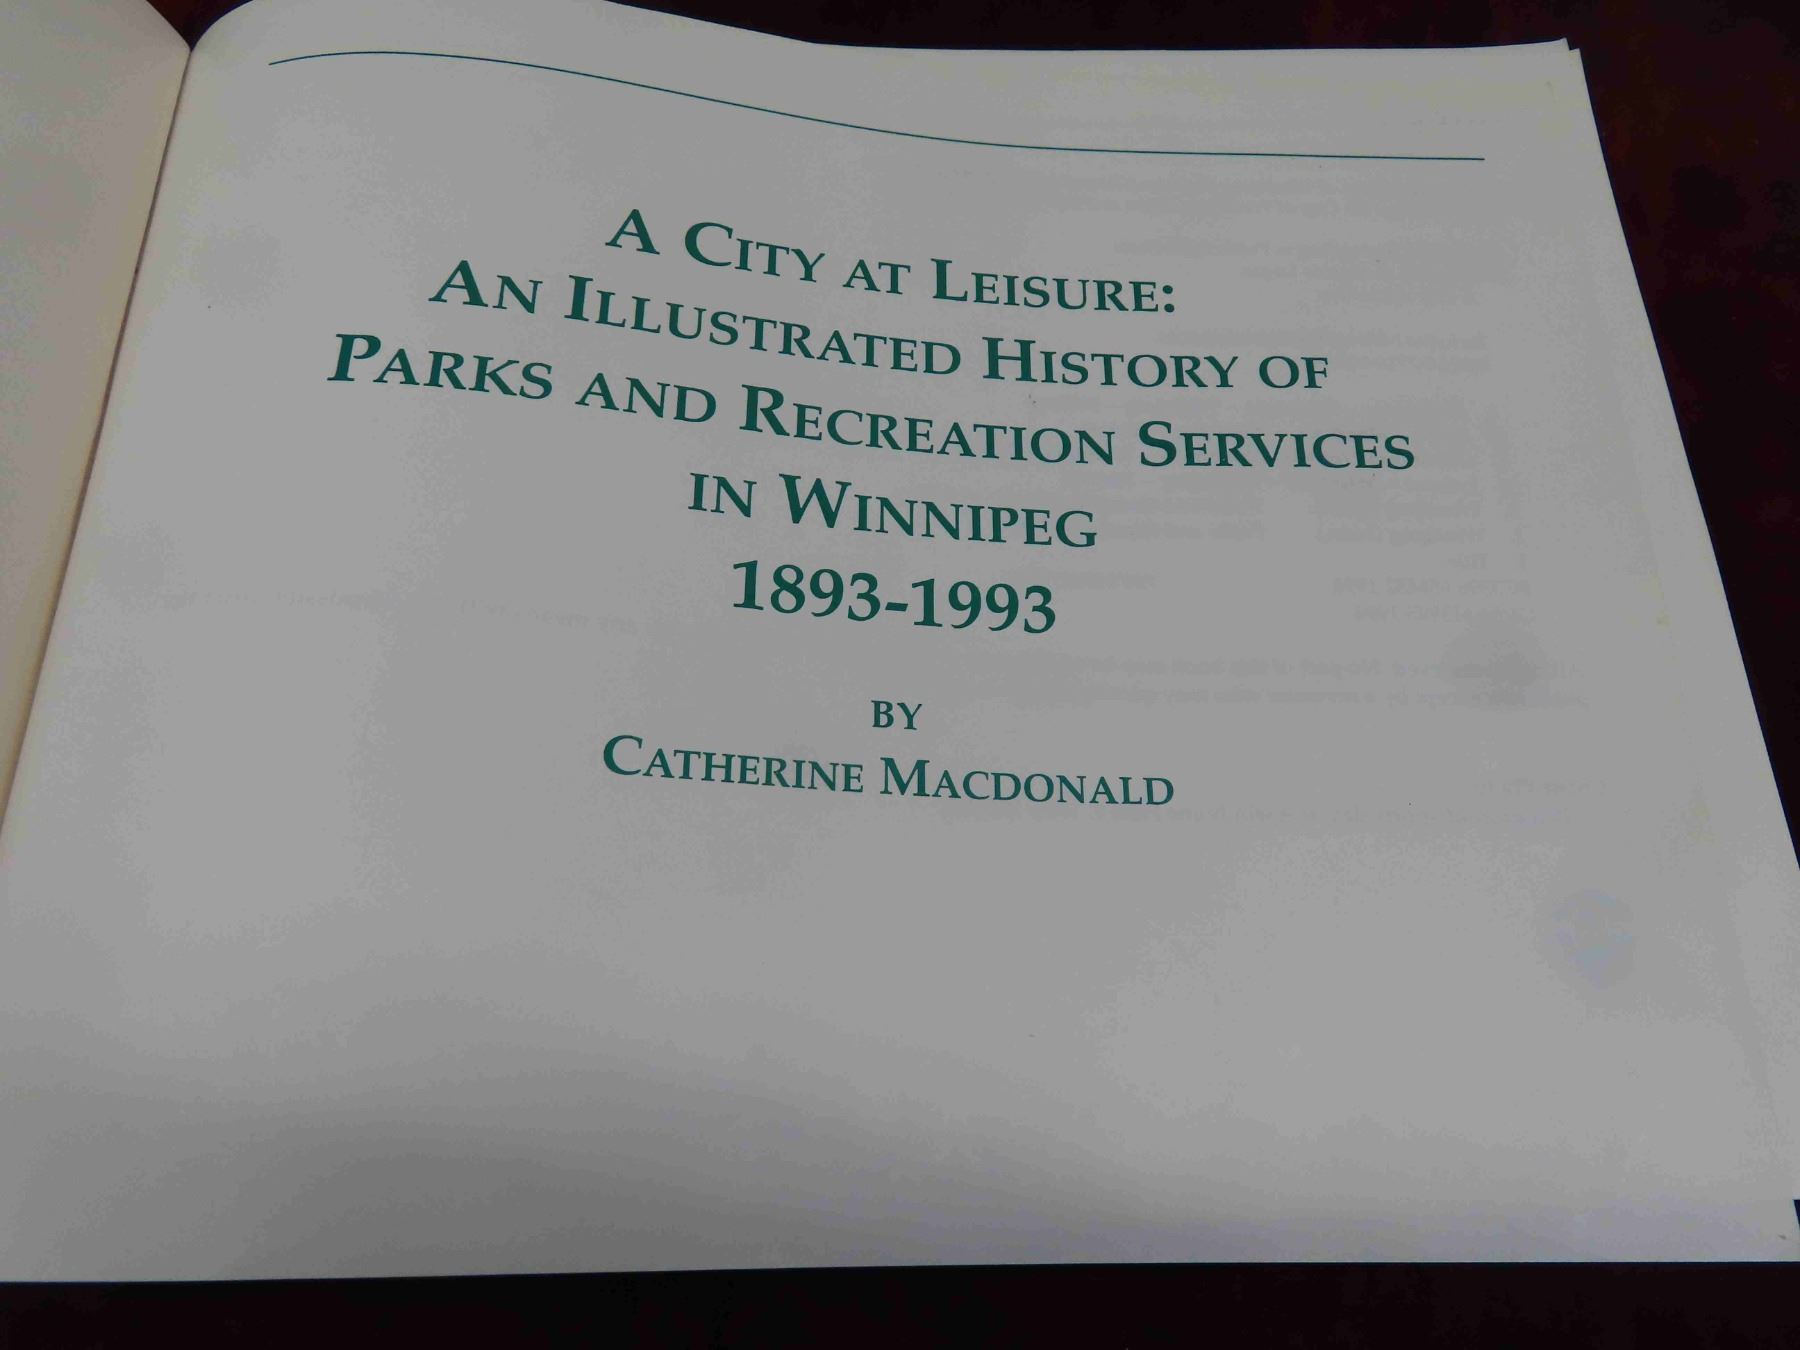 A City at Leisure:
An Illustrated History of
Parks and Recreation Services
in Winnipeg
1893-1993
by
Catherine Macdonald